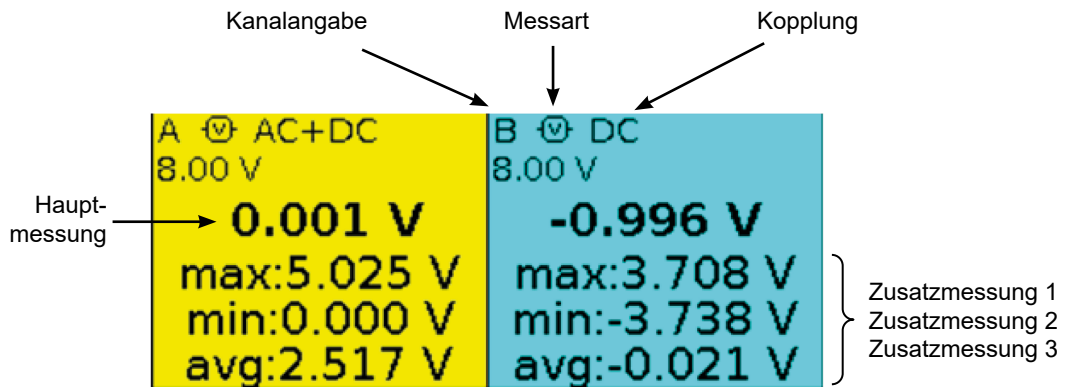 Kanalangabe Messart Kopplung
A V AC+DC
8.00 V
0.001 V
max:5.025 V
min:0.000 V
avg:2.517 V
B V DC
8.00 V
-0.996 V
max:3.708 V
min:-3.738 V
avg:-0.021 V
Haupt-
messung
Zusatzmessung 1
Zusatzmessung 2
Zusatzmessung 3